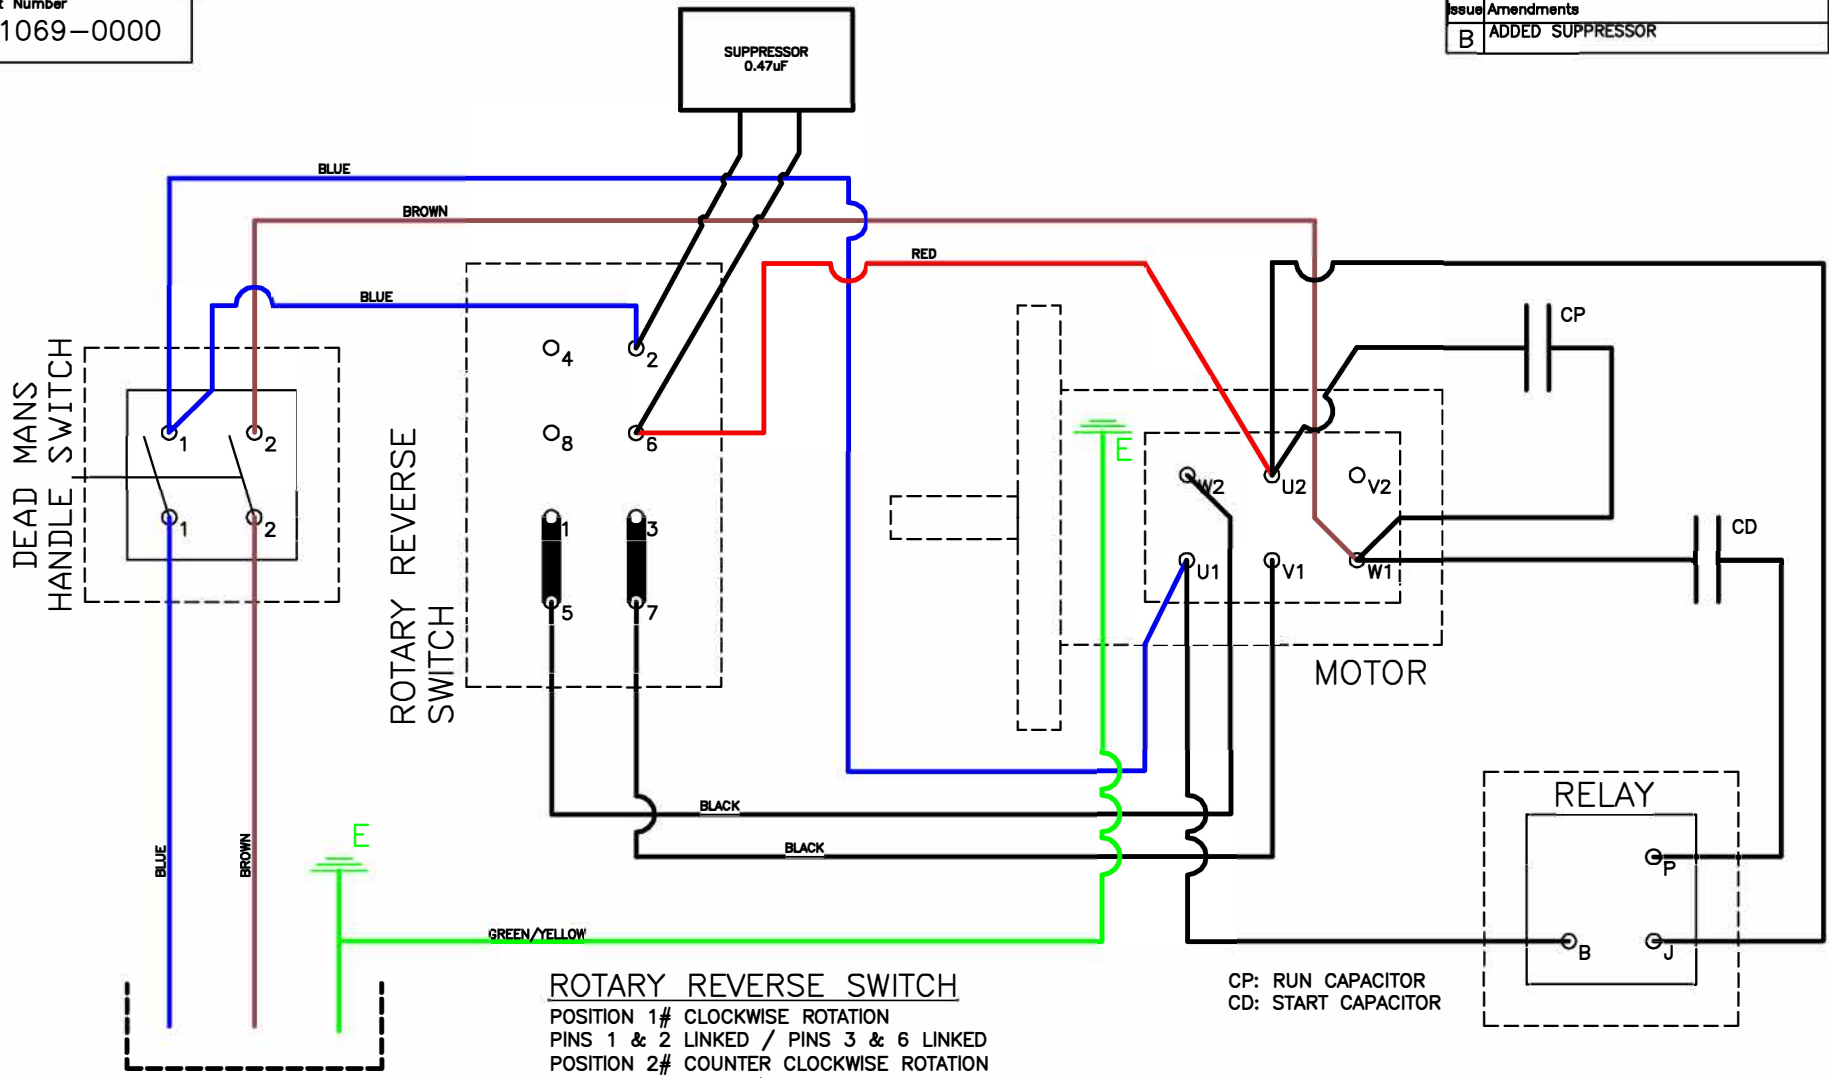 Number
1069-0000
Issue Amendments
B ADDED SUPPRESSOR
SUPPRESSOR
0.47uF
BLUE
BROWN
RED
BLUE
DEAD MANS
HANDLE SWITCH
1
2
1
2
ROTARY REVERSE
SWITCH
4
2
8
6
1
3
5
7
CP
CD
E
W2
U2
V2
U1
V1
W1
MOTOR
RELAY
P
B
J
BLACK
BLACK
BLUE
BROWN
E
GREEN/YELLOW
ROTARY REVERSE SWITCH
POSITION 1# CLOCKWISE ROTATION
PINS 1 & 2 LINKED / PINS 3 & 6 LINKED
POSITION 2# COUNTER CLOCKWISE ROTATION
CP: RUN CAPACITOR
CD: START CAPACITOR